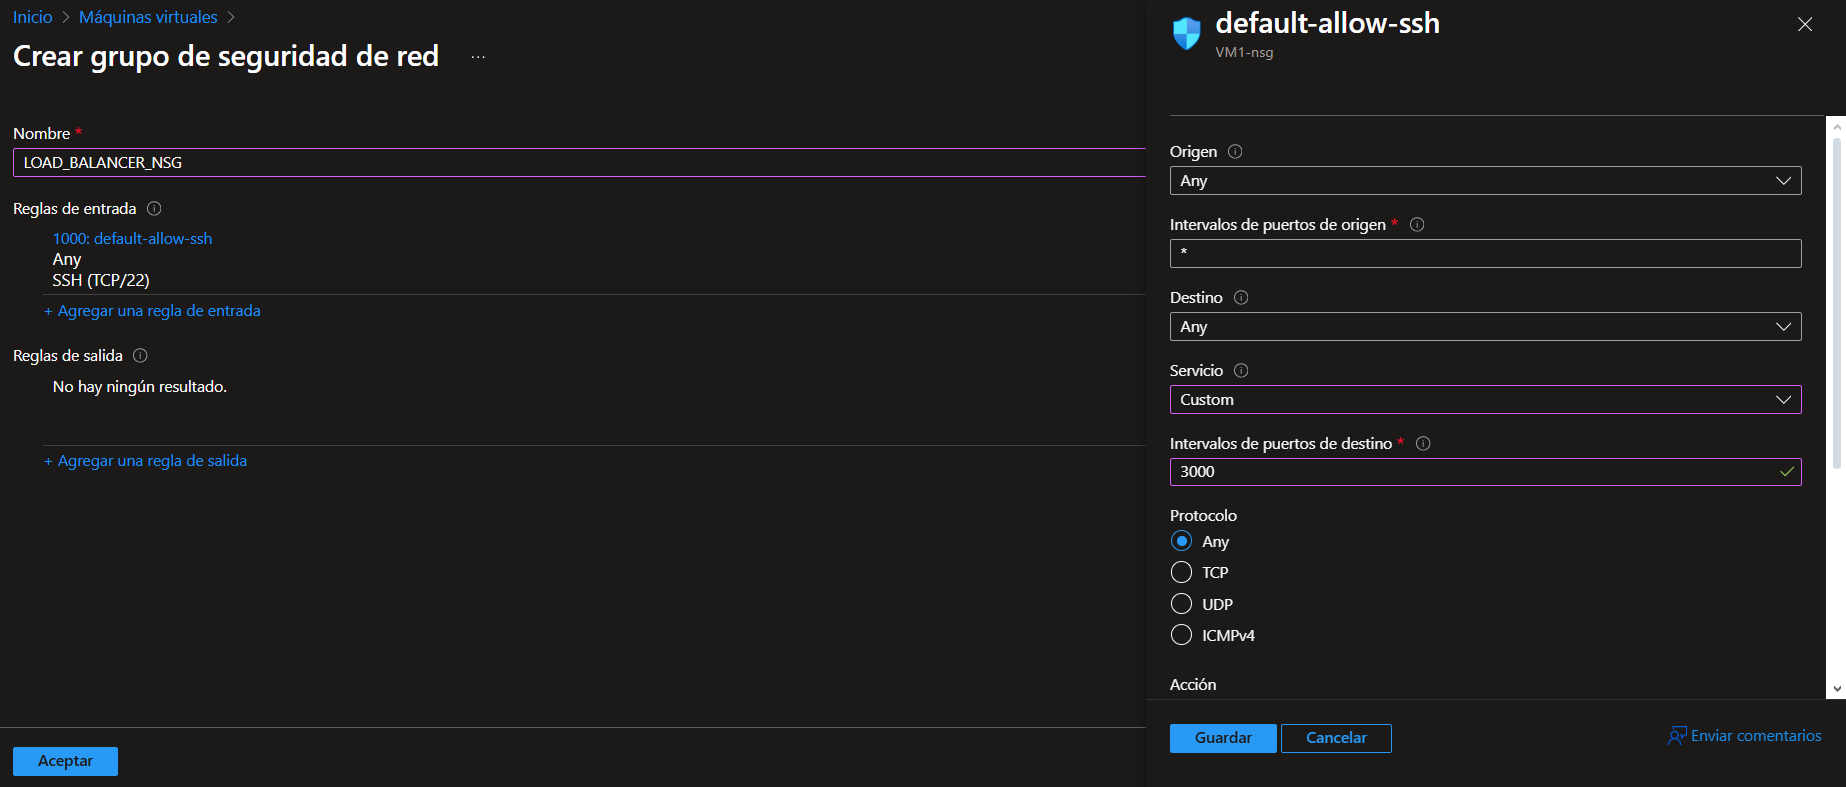 Inicio > Máquinas virtuales >
Crear grupo de seguridad de red ...
Nombre *
LOAD_BALANCER_NSG
Reglas de entrada
1000: default-allow-ssh
Any
SSH (TCP/22)
+ Agregar una regla de entrada
Reglas de salida
No hay ningún resultado.
+ Agregar una regla de salida
Aceptar
default-allow-ssh
VM1-nsg
Origen
Any
Intervalos de puertos de origen *
*
Destino
Any
Servicio
Custom
Intervalos de puertos de destino *
3000
Protocolo
Any
TCP
UDP
ICMPv4
Acción
Guardar Cancelar Enviar comentarios